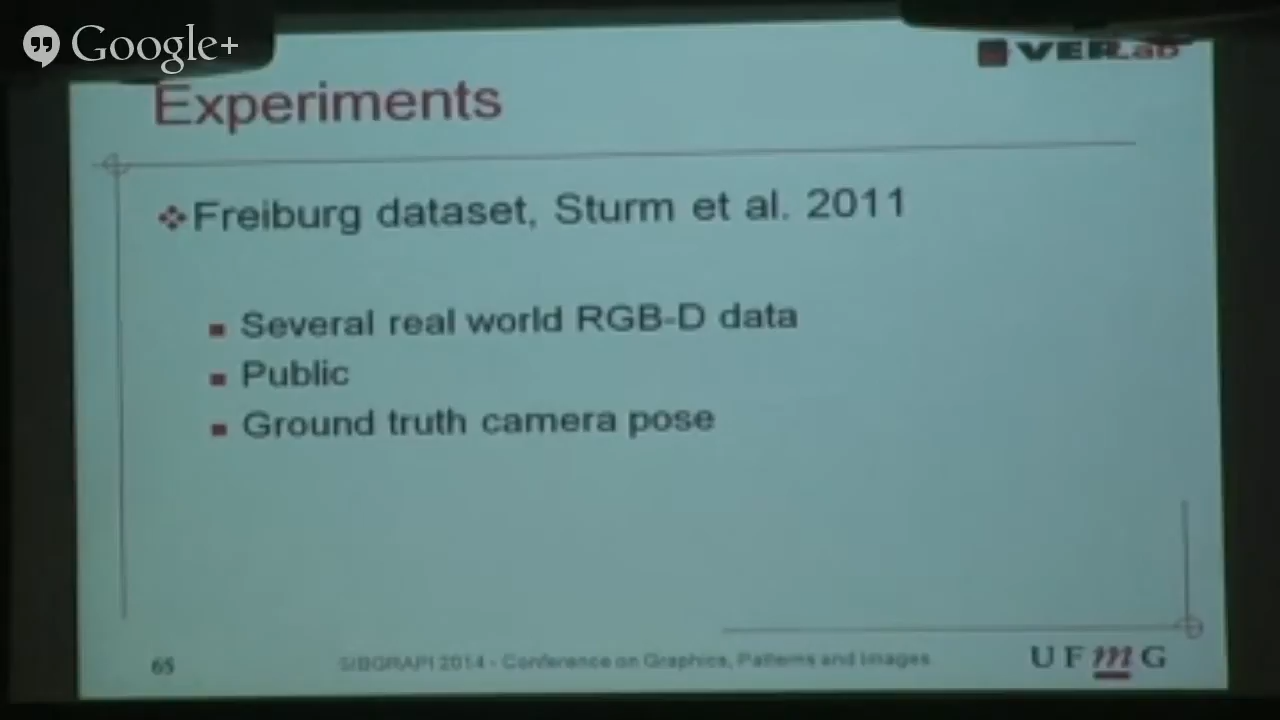 Google+
VERLab
Experiments
Freiburg dataset, Sturm et al. 2011
Several real world RGB-D data
Public
Ground truth camera pose
65
SIBGRAPI 2014 - Conference on Graphics, Patterns and Images
UFmG